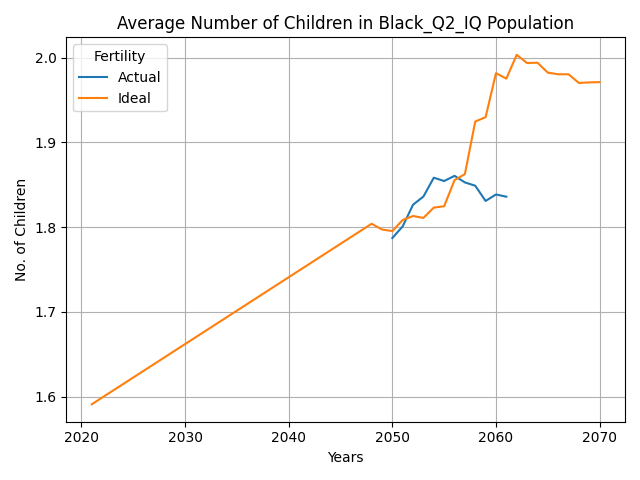 Average Number of Children in Black_Q2_IQ Population
Fertility
Actual
Ideal
No. of Children
2.0
1.9
1.8
1.7
1.6
2020 2030 2040 2050 2060 2070
Years